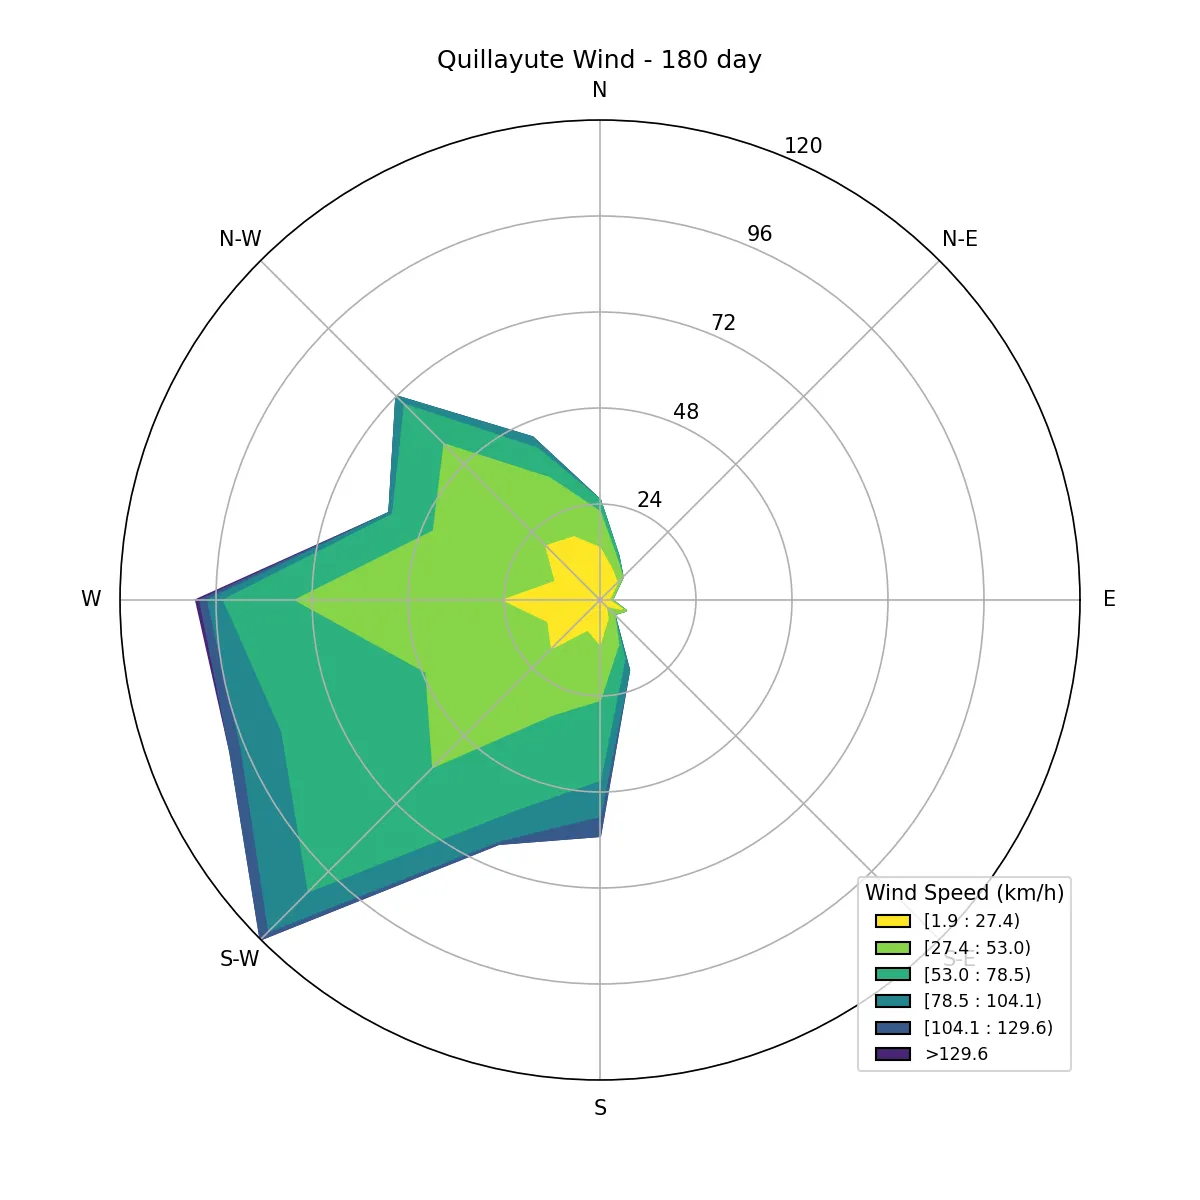 Quillayute Wind - 180 day
N
120
N-W
96
N-E
72
48
24
W
E
S-W
S-E
S
Wind Speed (km/h)
[1.9 : 27.4)
[27.4 : 53.0)
[53.0 : 78.5)
[78.5 : 104.1)
[104.1 : 129.6)
>129.6